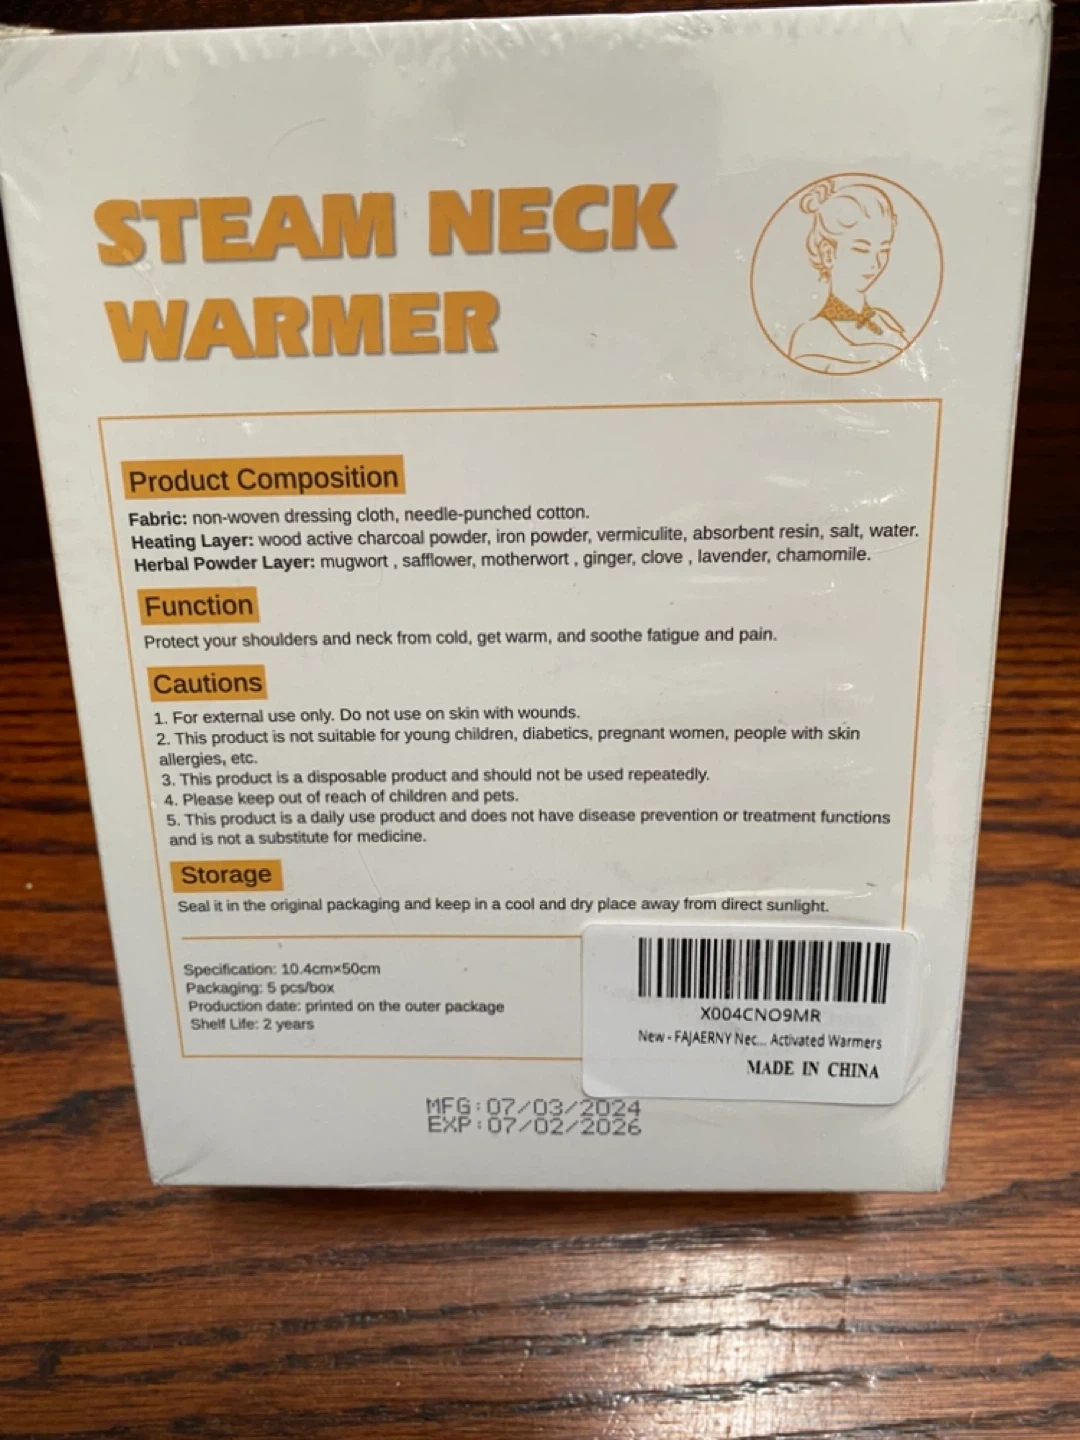 STEAM NECK
WARMER
Product Composition
Fabric: non-woven dressing cloth, needle-punched cotton.
Heating Layer: wood active charcoal powder, iron powder, vermiculite, absorbent resin, salt, water.
Herbal Powder Layer: mugwort , safflower, motherwort , ginger, clove , lavender, chamomile.
Function
Protect your shoulders and neck from cold, get warm, and soothe fatigue and pain.
Cautions
1. For external use only. Do not use on skin with wounds.
2. This product is not suitable for young children, diabetics, pregnant women, people with skin
allergies, etc.
3. This product is a disposable product and should not be used repeatedly.
4. Please keep out of reach of children and pets.
5. This product is a daily use product and does not have disease prevention or treatment functions
and is not a substitute for medicine.
Storage
Seal it in the original packaging and keep in a cool and dry place away from direct sunlight.
Specification: 10.4cm×50cm
Packaging: 5 pcs/box
Production date: printed on the outer package
Shelf Life: 2 years
X004CNO9MR
New - FAJAERNY Nec... Activated Warmers
MADE IN CHINA
MFG:07/03/2024
EXP:07/02/2026